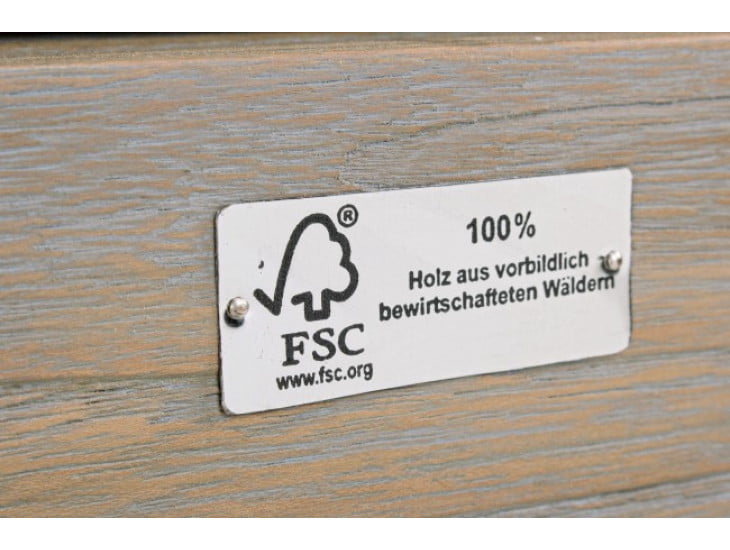 ®
FSC
www.fsc.org
100%
Holz aus vorbildlich
bewirtschafteten Wäldern